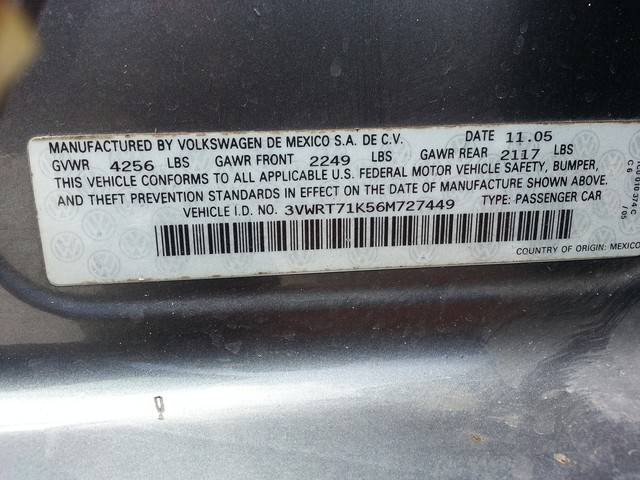 MANUFACTURED BY VOLKSWAGEN DE MEXICO S.A. DE C.V. DATE 11.05
GVWR 4256 LBS GAWR FRONT 2249 LBS GAWR REAR 2117 LBS
THIS VEHICLE CONFORMS TO ALL APPLICABLE U.S. FEDERAL MOTOR VEHICLE SAFETY, BUMPER,
AND THEFT PREVENTION STANDARDS IN EFFECT ON THE DATE OF MANUFACTURE SHOWN ABOVE.
VEHICLE I.D. NO. 3VWRT71K56M727449 TYPE: PASSENGER CAR
COUNTRY OF ORIGIN: MEXICO